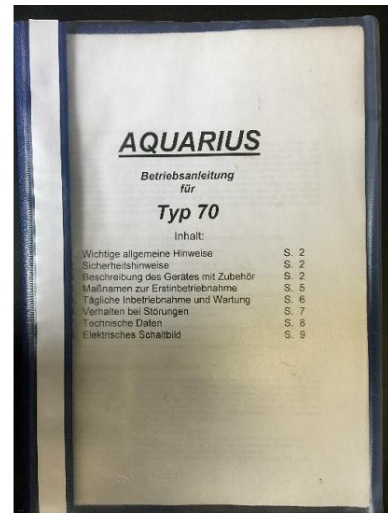 AQUARIUS
Betriebsanleitung
für
Typ 70
Inhalt:
Wichtige allgemeine Hinweise S. 2
Sicherheitshinweise S. 2
Beschreibung des Gerätes mit Zubehör S. 2
Maßnamen zur Erstinbetriebnahme S. 5
Tägliche Inbetriebnahme und Wartung S. 6
Verhalten bei Störungen S. 7
Technische Daten S. 8
Elektrisches Schaltbild S. 9